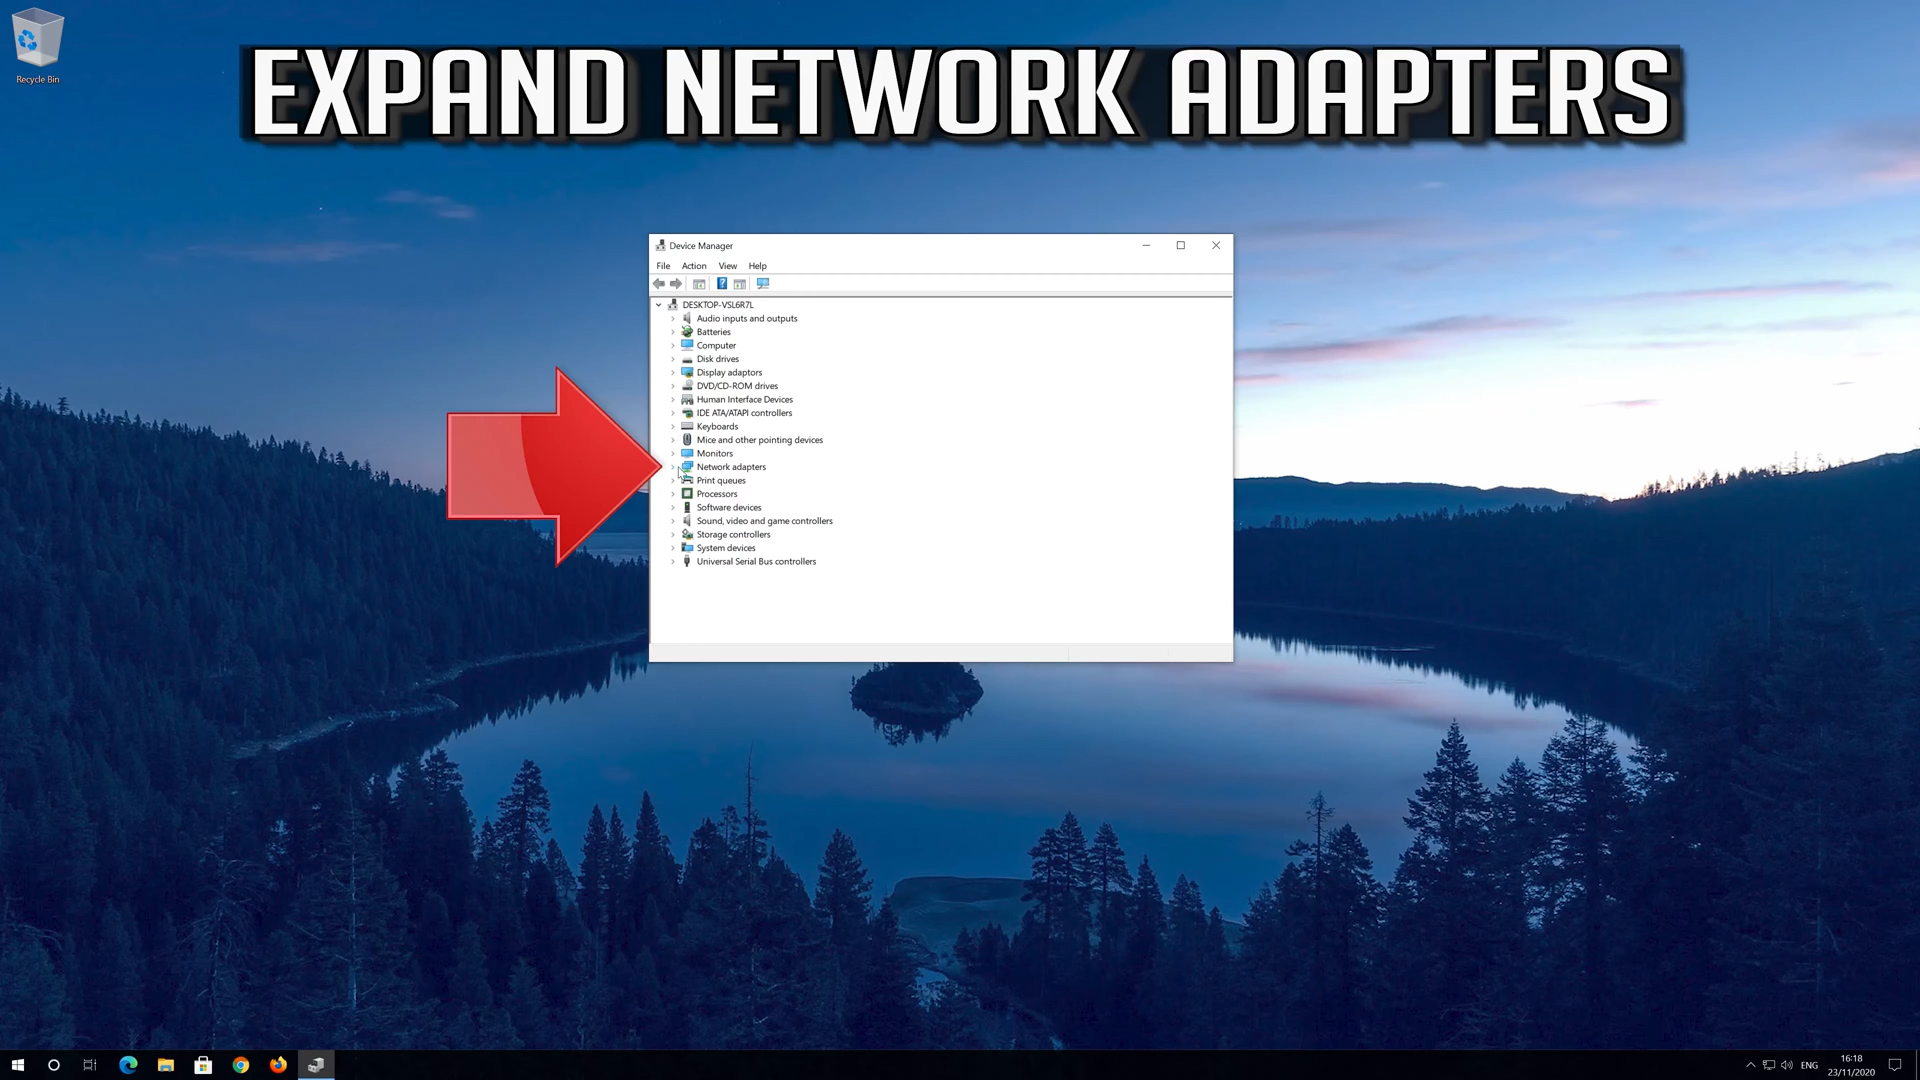 Recycle Bin
EXPAND NETWORK ADAPTERS
Device Manager
File Action View Help
DESKTOP-VSL6R7L
Audio inputs and outputs
Batteries
Computer
Disk drives
Display adaptors
DVD/CD-ROM drives
Human Interface Devices
IDE ATA/ATAPI controllers
Keyboards
Mice and other pointing devices
Monitors
Network adapters
Print queues
Processors
Software devices
Sound, video and game controllers
Storage controllers
System devices
Universal Serial Bus controllers
ENG
16:18
23/11/2020